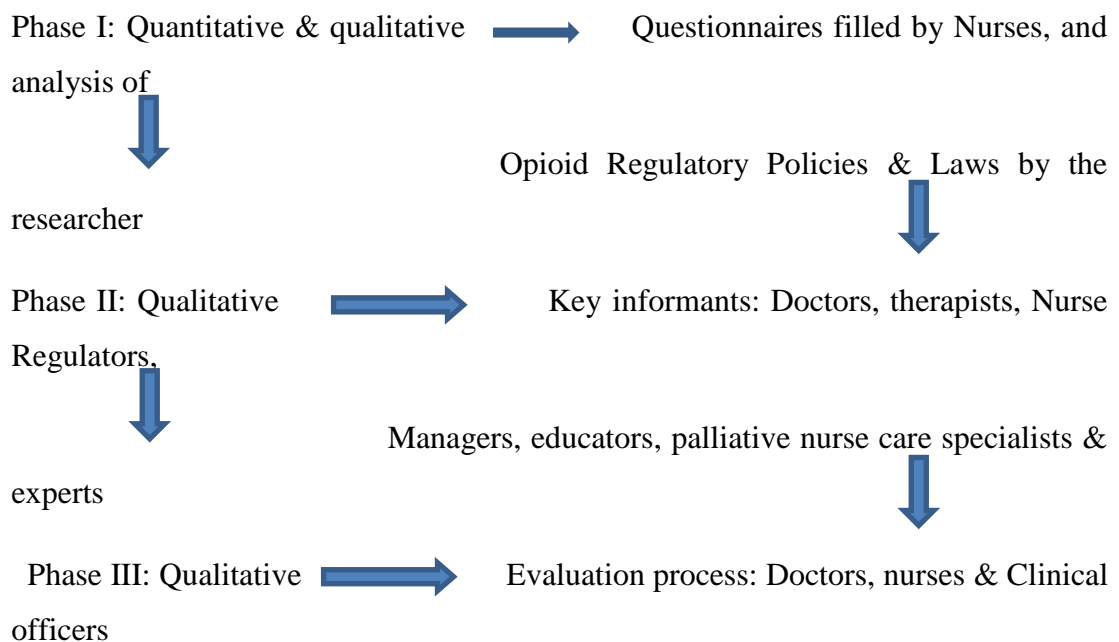 Phase I: Quantitative & qualitative Questionnaires filled by Nurses, and
analysis of
Opioid Regulatory Policies & Laws by the
researcher
Phase II: Qualitative Key informants: Doctors, therapists, Nurse
Regulators,
Managers, educators, palliative nurse care specialists &
experts
Phase III: Qualitative Evaluation process: Doctors, nurses & Clinical
officers